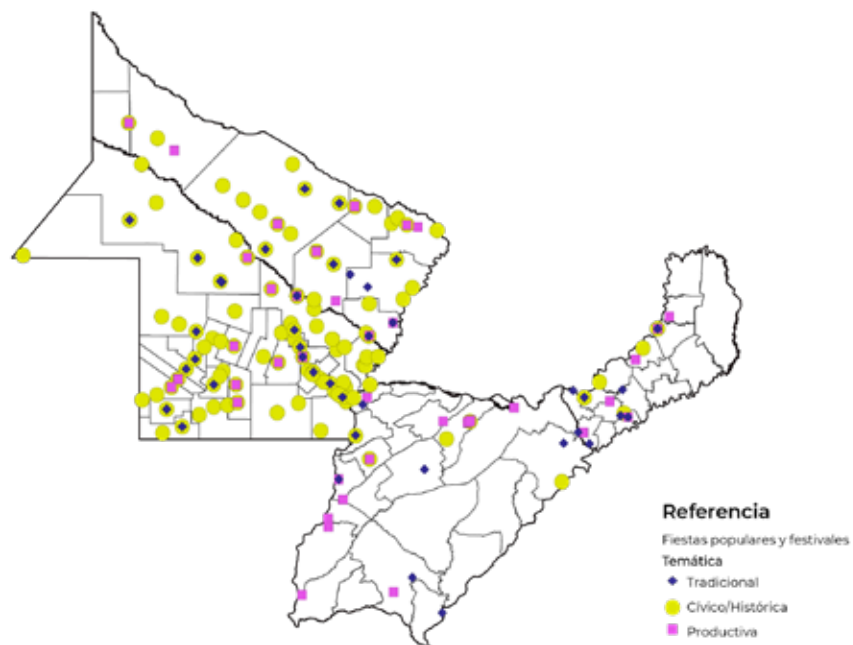 Referencia
Fiestas populares y festivales
Temática
Tradicional
Cívico/Histórica
Productiva